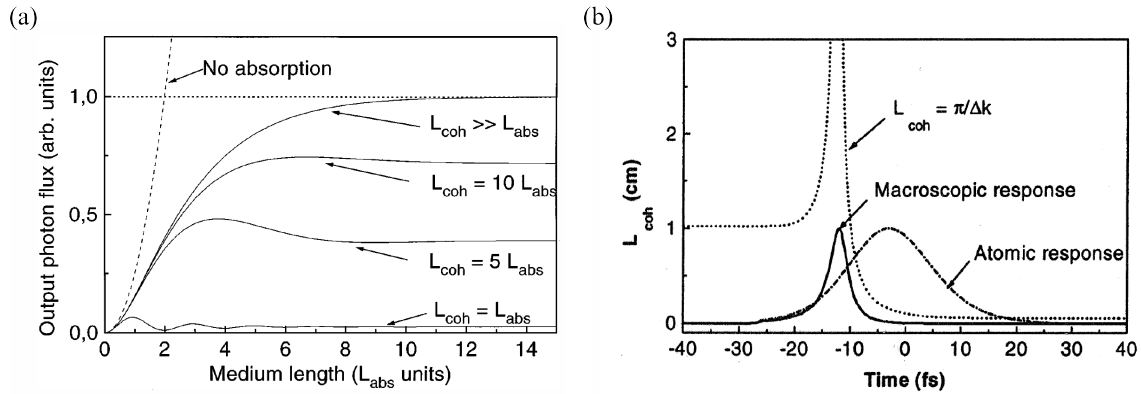 (a)
Output photon flux (arb. units)
1,0
0,5
0,0
No absorption
L_coh >> L_abs
L_coh = 10 L_abs
L_coh = 5 L_abs
L_coh = L_abs
0 2 4 6 8 10 12 14
Medium length (L_abs units)
(b)
L_coh (cm)
3
2
1
0
L_coh = π/Δk
Macroscopic response
Atomic response
-40 -30 -20 -10 0 10 20 30 40
Time (fs)